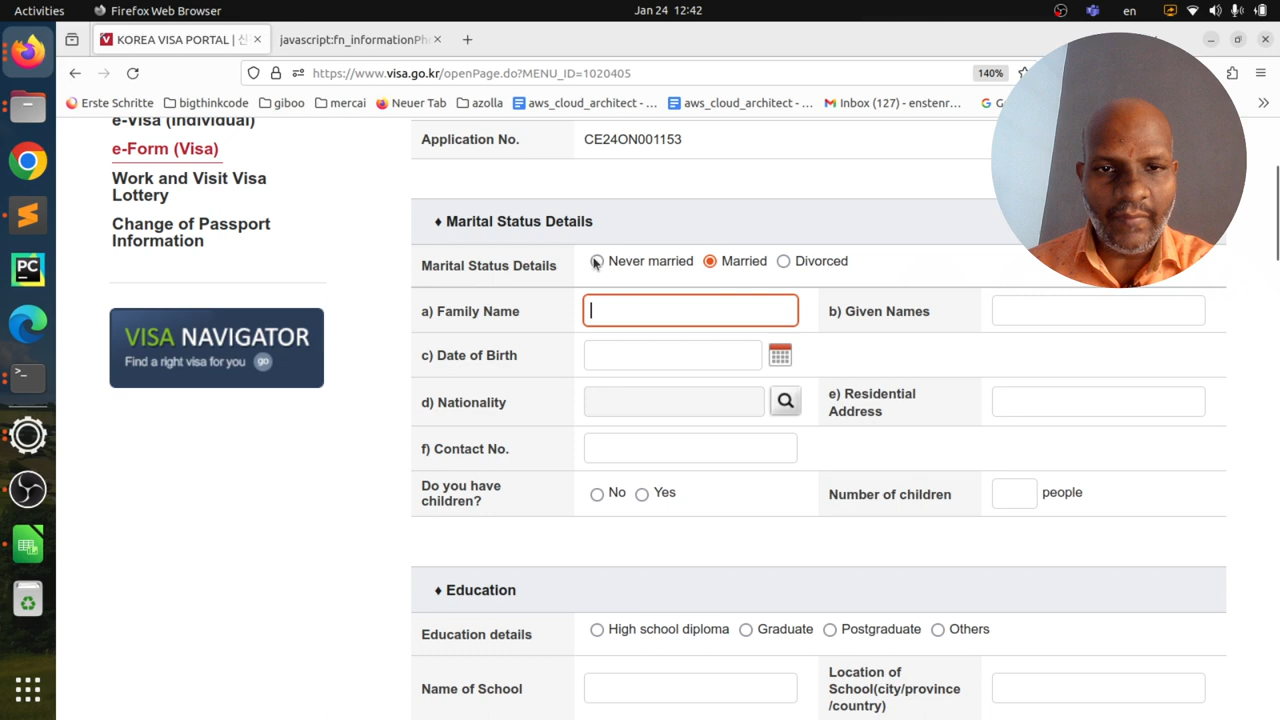 Activities Firefox Web Browser Jan 24 12:42 en
KOREA VISA PORTAL | 신 javascript:fn_informationPh
https://www.visa.go.kr/openPage.do?MENU_ID=1020405 140%
Erste Schritte bigthinkcode giboo mercai Neuer Tab azolla aws_cloud_architect - ... aws_cloud_architect - ... Inbox (127) - enstenr... G
e-Visa (Individual)
e-Form (Visa)
Work and Visit Visa
Lottery
Change of Passport
Information
VISA NAVIGATOR
Find a right visa for you go
PC
Application No. CE24ON001153
♦ Marital Status Details
Marital Status Details Never married Married Divorced
a) Family Name b) Given Names
c) Date of Birth
d) Nationality e) Residential
Address
f) Contact No.
Do you have
children? No Yes Number of children people
♦ Education
Education details High school diploma Graduate Postgraduate Others
Name of School Location of
School(city/province
/country)